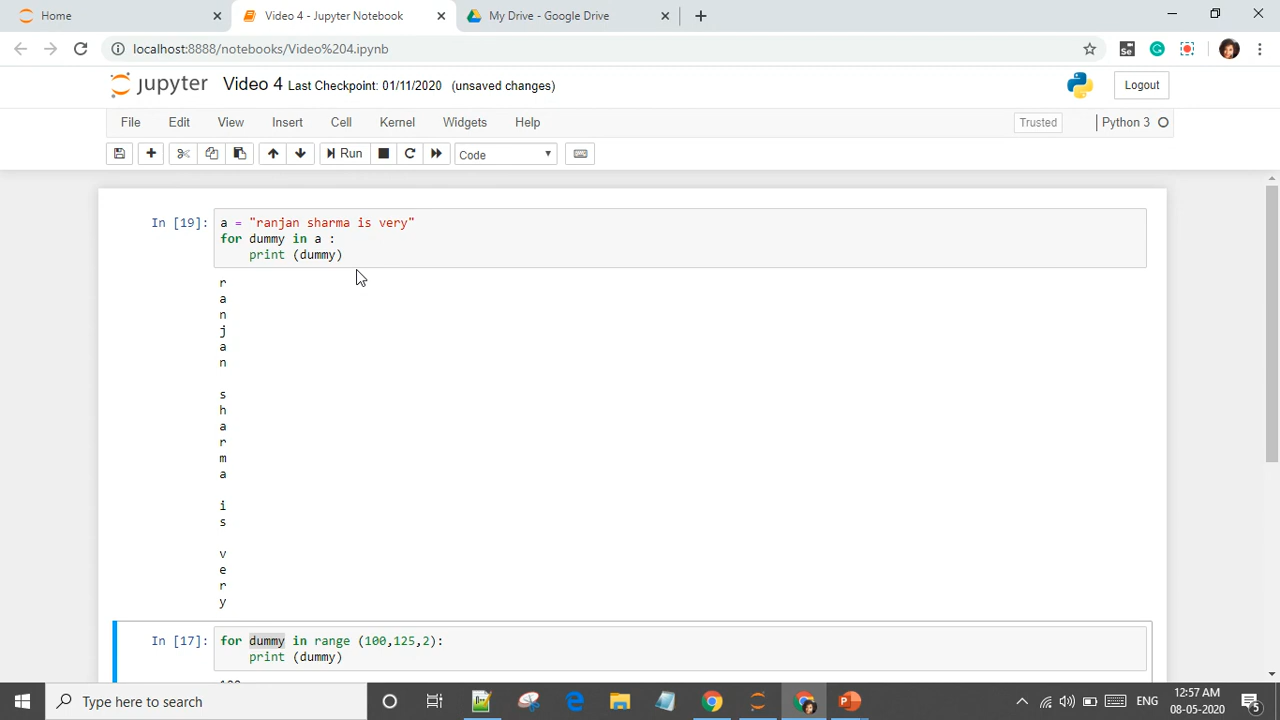 Home
Video 4 - Jupyter Notebook
My Drive - Google Drive
localhost:8888/notebooks/Video%204.ipynb
jupyter Video 4 Last Checkpoint: 01/11/2020 (unsaved changes)
Logout
File Edit View Insert Cell Kernel Widgets Help
Trusted
Python 3
Run
Code
In [19]: a = "ranjan sharma is very"
for dummy in a :
print (dummy)
r
a
n
j
a
n
s
h
a
r
m
a
i
s
v
e
r
y
In [17]: for dummy in range (100,125,2):
print (dummy)
Type here to search
ENG
12:57 AM
08-05-2020
5